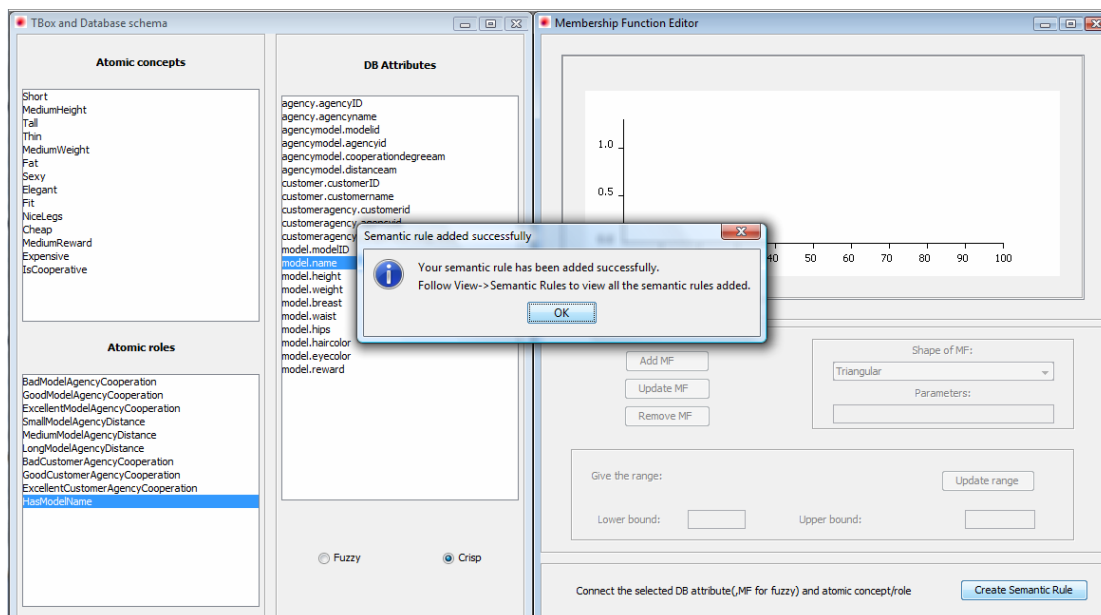 TBox and Database schema
Atomic concepts
Short
MediumHeight
Tall
Thin
MediumWeight
Fat
Sexy
Elegant
Fit
NiceLegs
Cheap
MediumReward
Expensive
IsCooperative
Atomic roles
BadModelAgencyCooperation
GoodModelAgencyCooperation
ExcellentModelAgencyCooperation
SmallModelAgencyDistance
MediumModelAgencyDistance
LongModelAgencyDistance
BadCustomerAgencyCooperation
GoodCustomerAgencyCooperation
ExcellentCustomerAgencyCooperation
HasModelName
DB Attributes
agency.agencyID
agency.agencyname
agencymodel.modelid
agencymodel.agencyid
agencymodel.cooperationdegreeam
agencymodel.distanceam
customer.customerID
customer.customername
customeragency.customerid
model.modelID
model.name
model.height
model.weight
model.breast
model.waist
model.hips
model.haircolor
model.eyecolor
model.reward
Fuzzy
Crisp
Semantic rule added successfully
Your semantic rule has been added successfully.
Follow View->Semantic Rules to view all the semantic rules added.
OK
Membership Function Editor
1.0
0.5
40 50 60 70 80 90 100
Add MF
Update MF
Remove MF
Shape of MF:
Triangular
Parameters:
Give the range:
Update range
Lower bound:
Upper bound:
Connect the selected DB attribute(,MF for fuzzy) and atomic concept/role
Create Semantic Rule